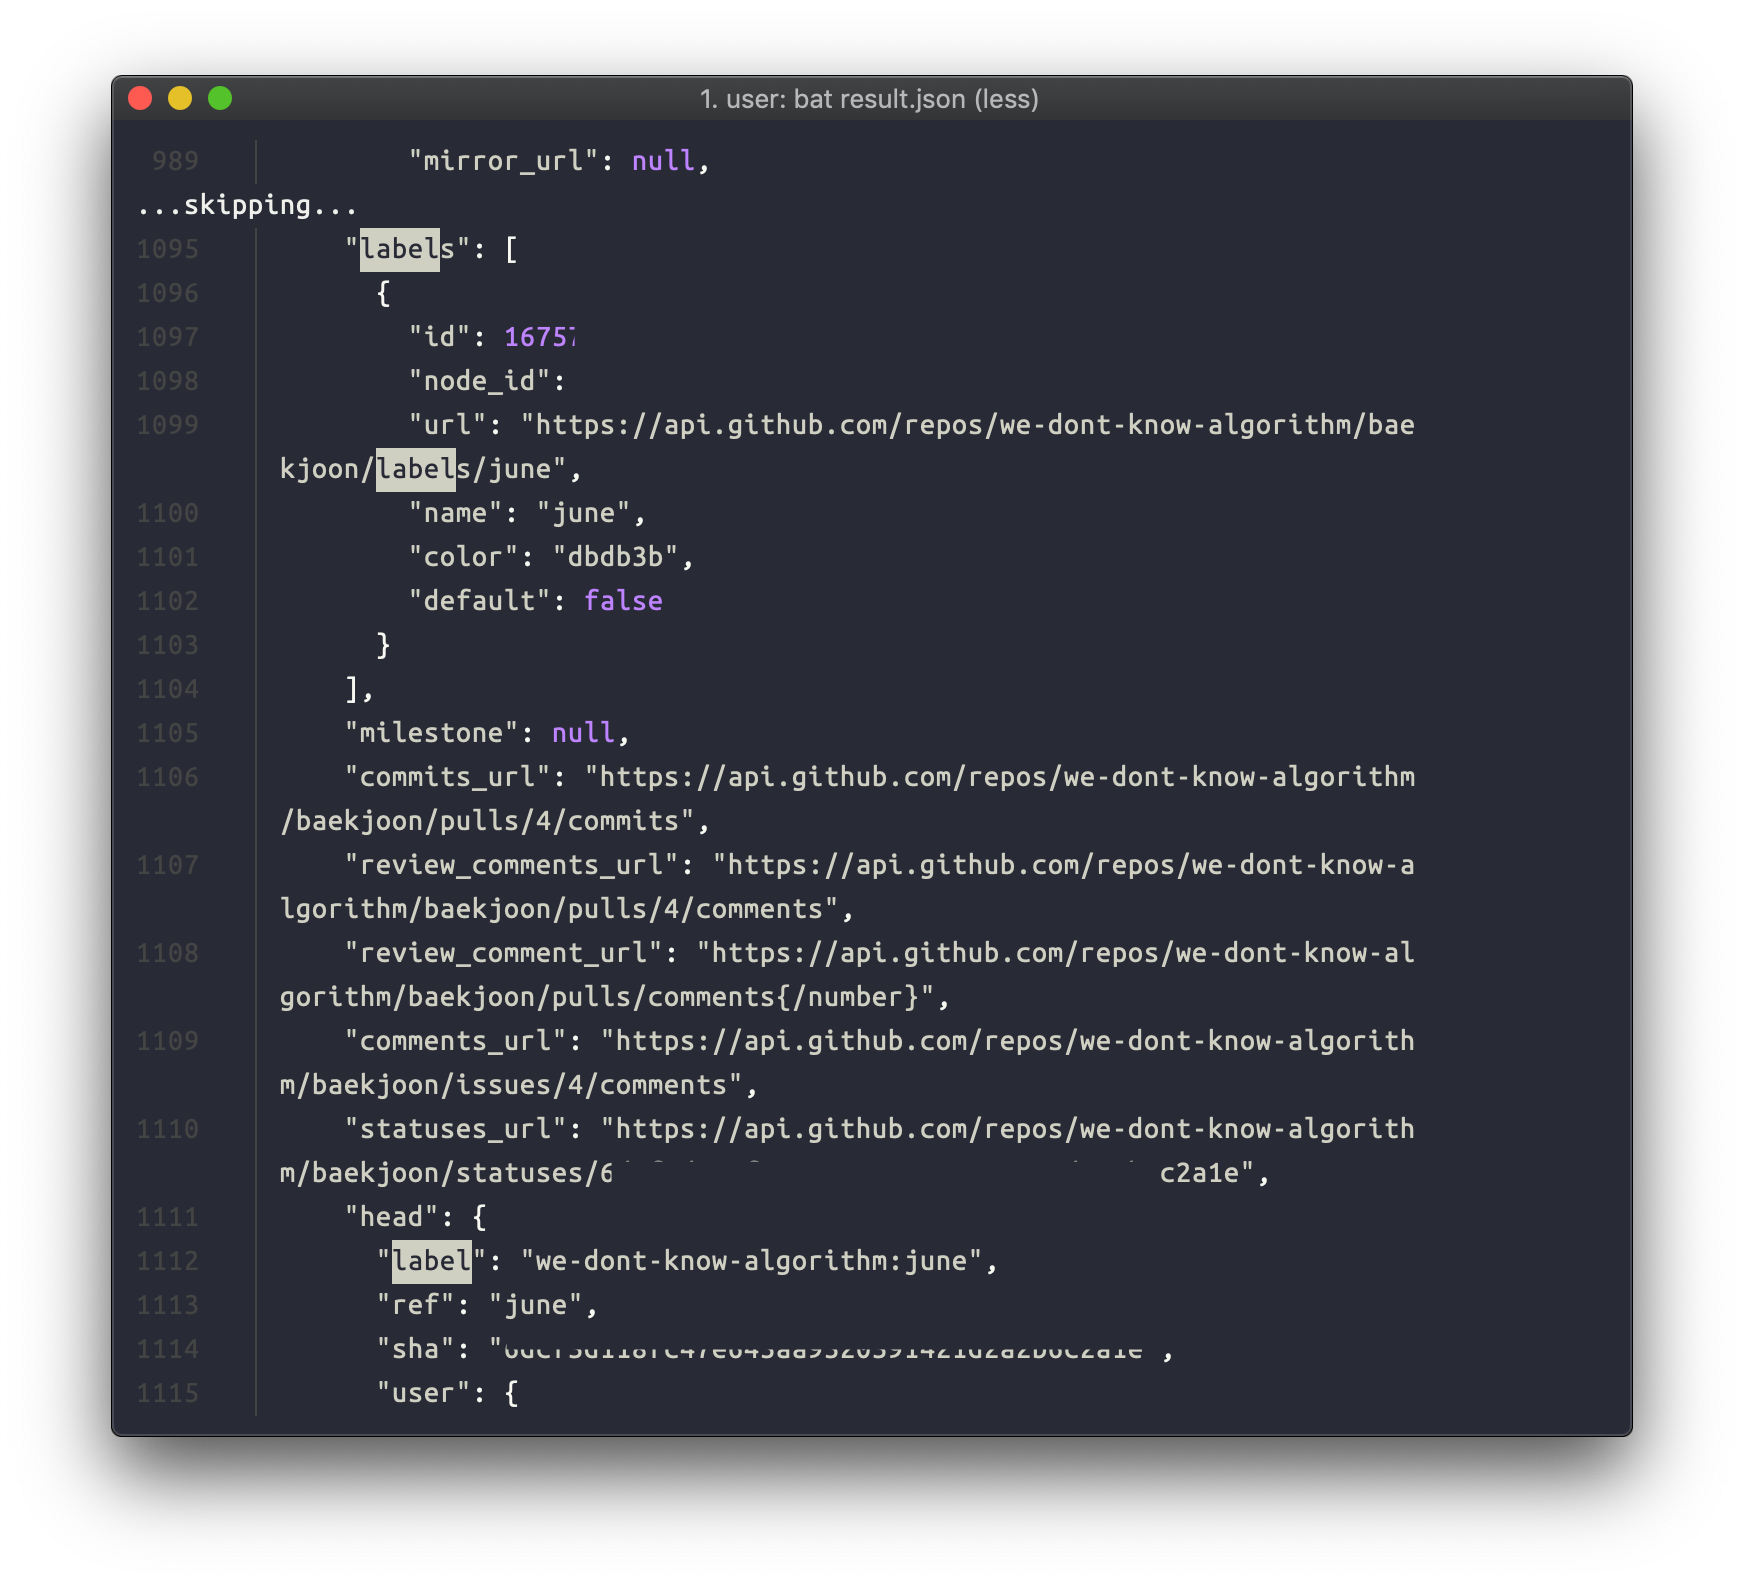 1. user: bat result.json (less)
989 "mirror_url": null,
...skipping...
1095 "labels": [
1096 {
1097 "id": 16757
1098 "node_id":
1099 "url": "https://api.github.com/repos/we-dont-know-algorithm/bae
kjoon/labels/june",
1100 "name": "june",
1101 "color": "dbdb3b",
1102 "default": false
1103 }
1104 ],
1105 "milestone": null,
1106 "commits_url": "https://api.github.com/repos/we-dont-know-algorithm
/baekjoon/pulls/4/commits",
1107 "review_comments_url": "https://api.github.com/repos/we-dont-know-a
lgorithm/baekjoon/pulls/4/comments",
1108 "review_comment_url": "https://api.github.com/repos/we-dont-know-al
gorithm/baekjoon/pulls/comments{/number}",
1109 "comments_url": "https://api.github.com/repos/we-dont-know-algorith
m/baekjoon/issues/4/comments",
1110 "statuses_url": "https://api.github.com/repos/we-dont-know-algorith
m/baekjoon/statuses/6 c2a1e",
1111 "head": {
1112 "label": "we-dont-know-algorithm:june",
1113 "ref": "june",
1114 "sha": " ,
1115 "user": {